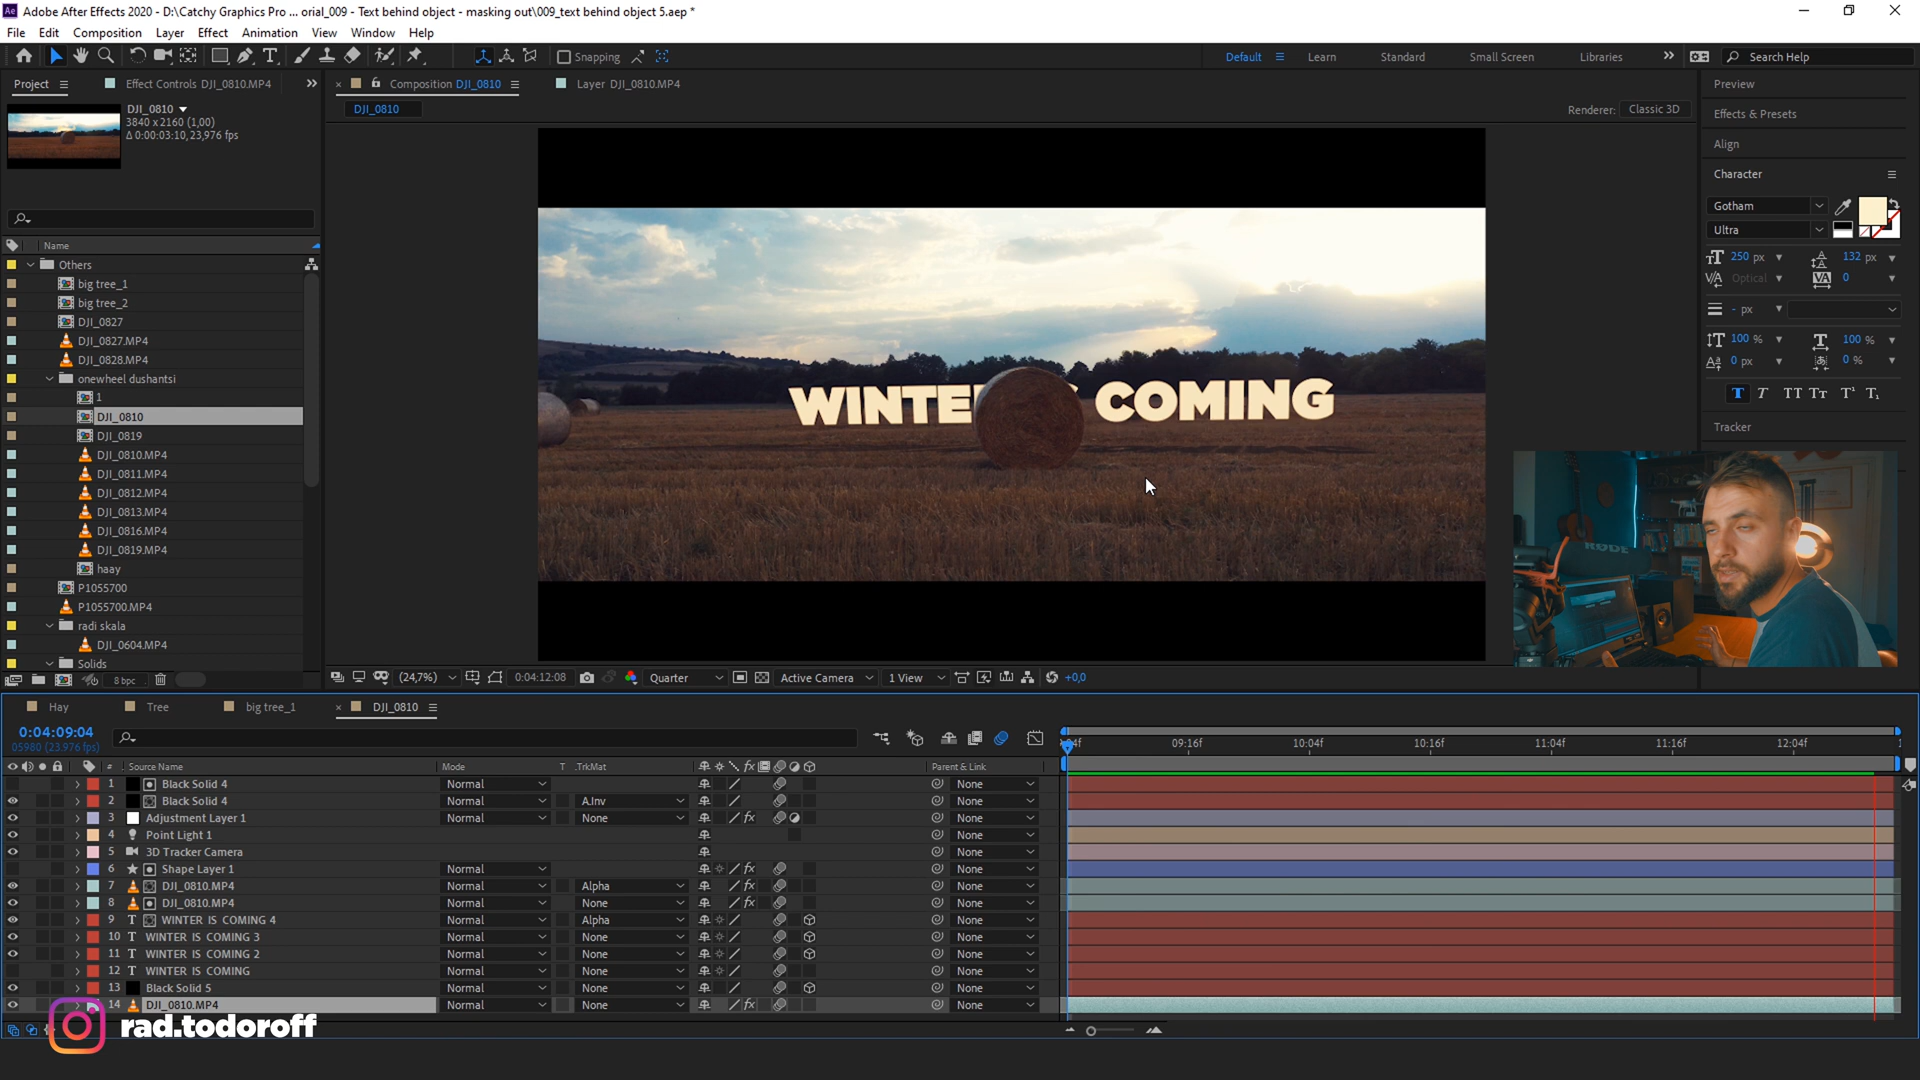 Ae Adobe After Effects 2020 - D:\Catchy Graphics Pro ... orial_009 - Text behind object - masking out\009_text behind object 5.aep *
File Edit Composition Layer Effect Animation View Window Help
Snapping
Default Learn Standard Small Screen Libraries Search Help
Project Effect Controls DJI_0810.MP4
Composition DJI_0810 Layer DJI_0810.MP4
DJI_0810
3840 x 2160 (1,00)
Δ 0:00:03:10, 23,976 fps
DJI_0810
Renderer: Classic 3D
WINTER S COMING
RODE
Name
Others
big tree_1
big tree_2
DJI_0827
DJI_0827.MP4
DJI_0828.MP4
onewheel dushantsi
1
DJI_0810
DJI_0819
DJI_0810.MP4
DJI_0811.MP4
DJI_0812.MP4
DJI_0813.MP4
DJI_0816.MP4
DJI_0819.MP4
haay
P1055700
P1055700.MP4
radi skala
DJI_0604.MP4
Solids
8 bpc
Preview
Effects & Presets
Align
Character
Gotham
Ultra
250 px 132 px
Optical 0
- px
100 % 100 %
0 px 0 %
T T TT Tt T¹ T₁
Tracker
(24,7%) 0:04:12:08 Quarter Active Camera 1 View +0,0
Hay Tree big tree_1 DJI_0810
0:04:09:04
05980 (23.976 fps)
:04f 09:16f 10:04f 10:16f 11:04f 11:16f 12:04f 1
# Source Name Mode T .TrkMat Parent & Link
1 Black Solid 4 Normal None
2 Black Solid 4 Normal A.Inv None
3 Adjustment Layer 1 Normal None None
4 Point Light 1 None
5 3D Tracker Camera None
6 Shape Layer 1 Normal None
7 DJI_0810.MP4 Normal Alpha None
8 DJI_0810.MP4 Normal None None
9 T WINTER IS COMING 4 Normal Alpha None
10 T WINTER IS COMING 3 Normal None None
11 T WINTER IS COMING 2 Normal None None
12 T WINTER IS COMING Normal None None
13 Black Solid 5 Normal None None
14 DJI_0810.MP4 Normal None None
rad.todoroff